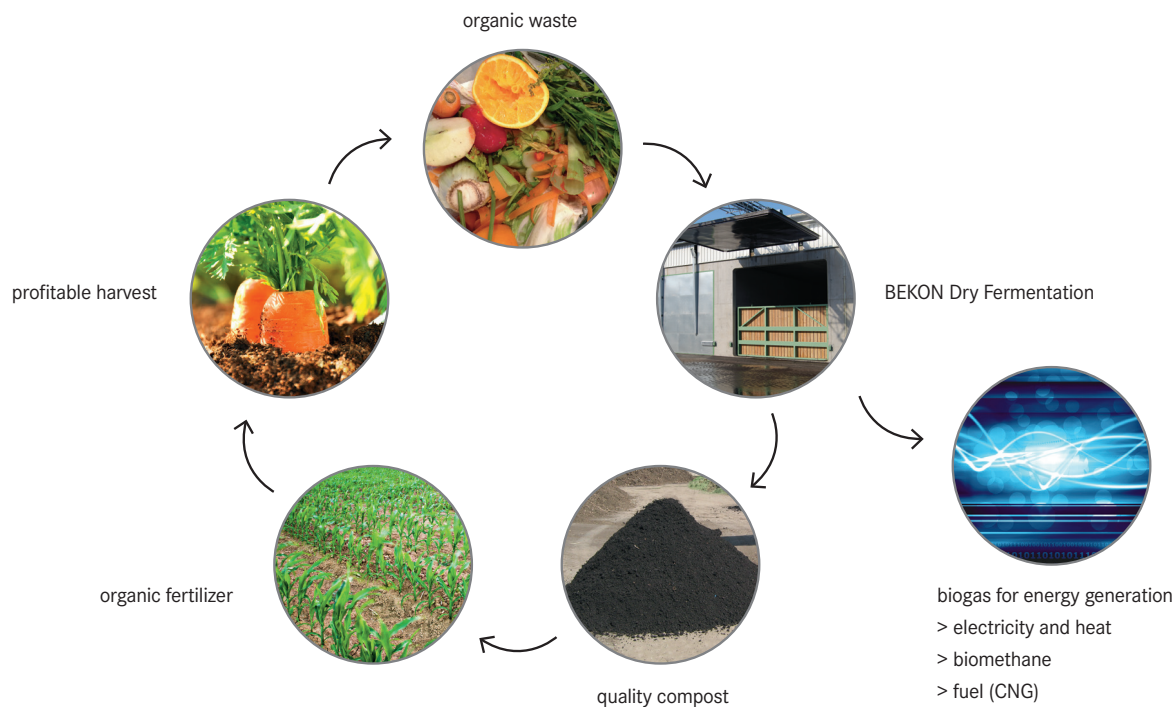 organic waste
profitable harvest
BEKON Dry Fermentation
organic fertilizer
biogas for energy generation
> electricity and heat
> biomethane
> fuel (CNG)
quality compost